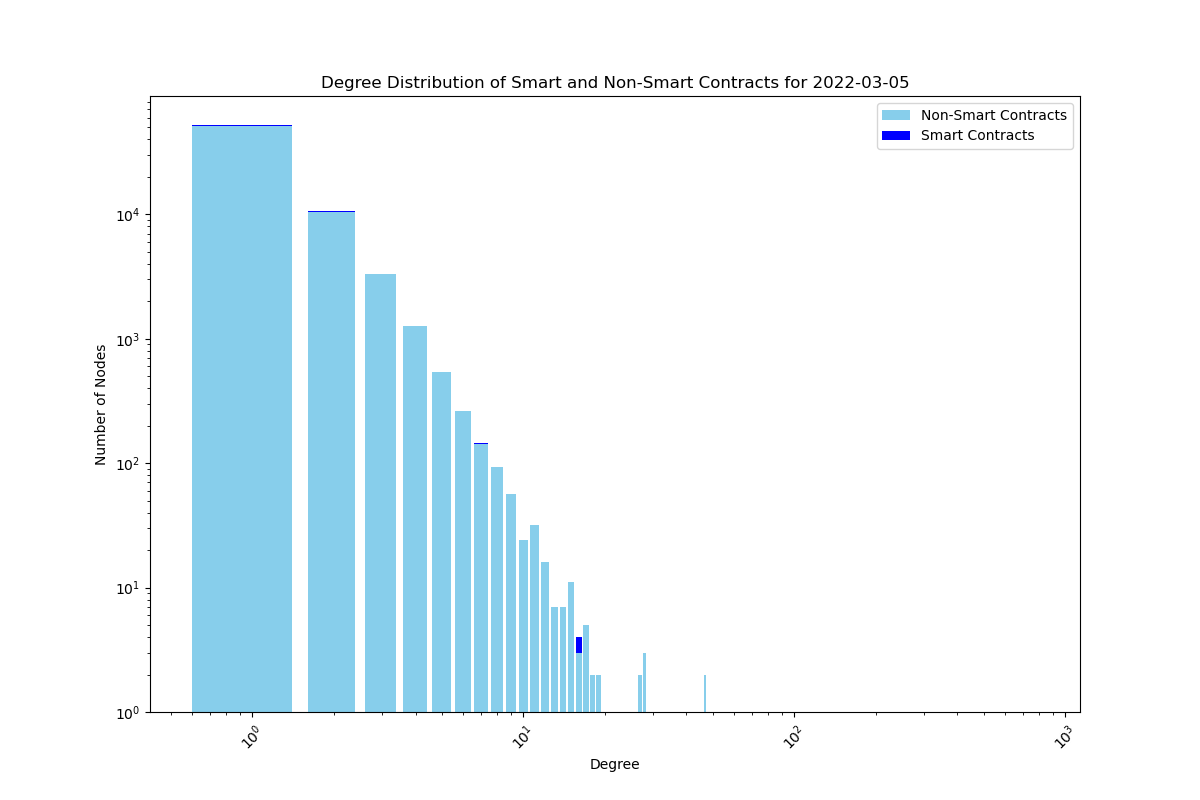 Degree Distribution of Smart and Non-Smart Contracts for 2022-03-05
Non-Smart Contracts
Smart Contracts
Number of Nodes
10⁴
10³
10²
10¹
10⁰
10⁰ 10¹ 10² 10³
Degree